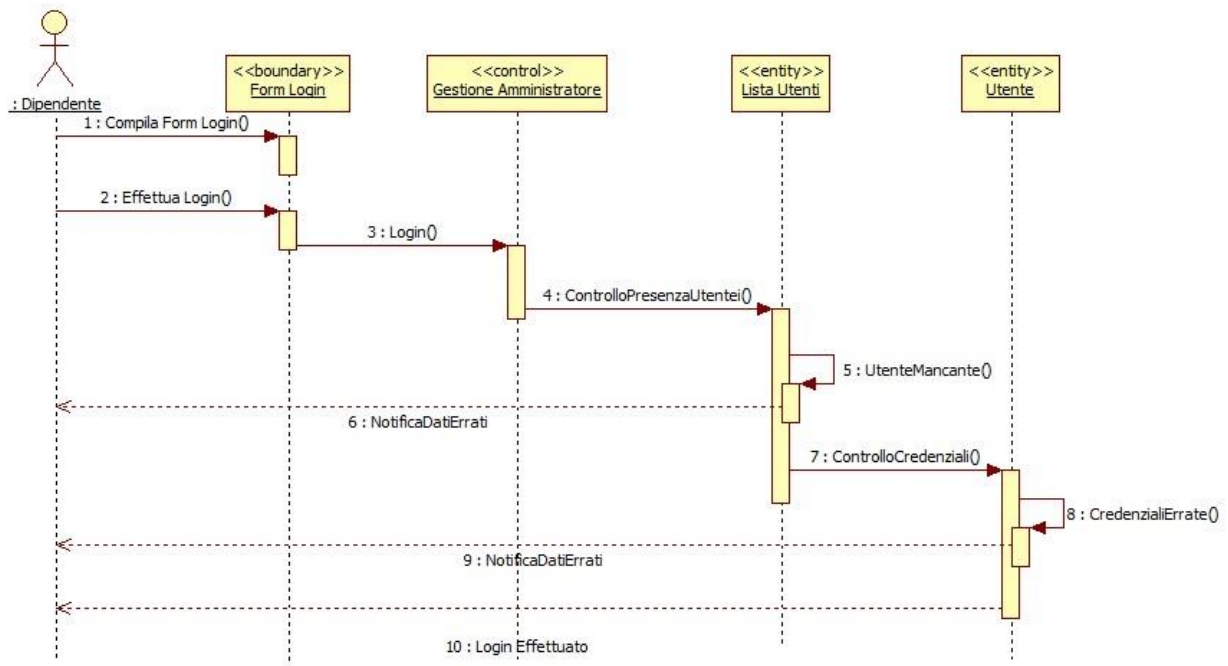 <<boundary>>
Form Login
<<control>>
Gestione Amministratore
<<entity>>
Lista Utenti
<<entity>>
Utente
: Dipendente
1 : Compila Form Login()
2 : Effettua Login()
3 : Login()
4 : ControlloPresenzaUtentei()
5 : UtenteMancante()
6 : NotificaDatiErrati
7 : ControlloCredenziali()
8 : CredenzialiErrate()
9 : NotificaDatiErrati
10 : Login Effettuato